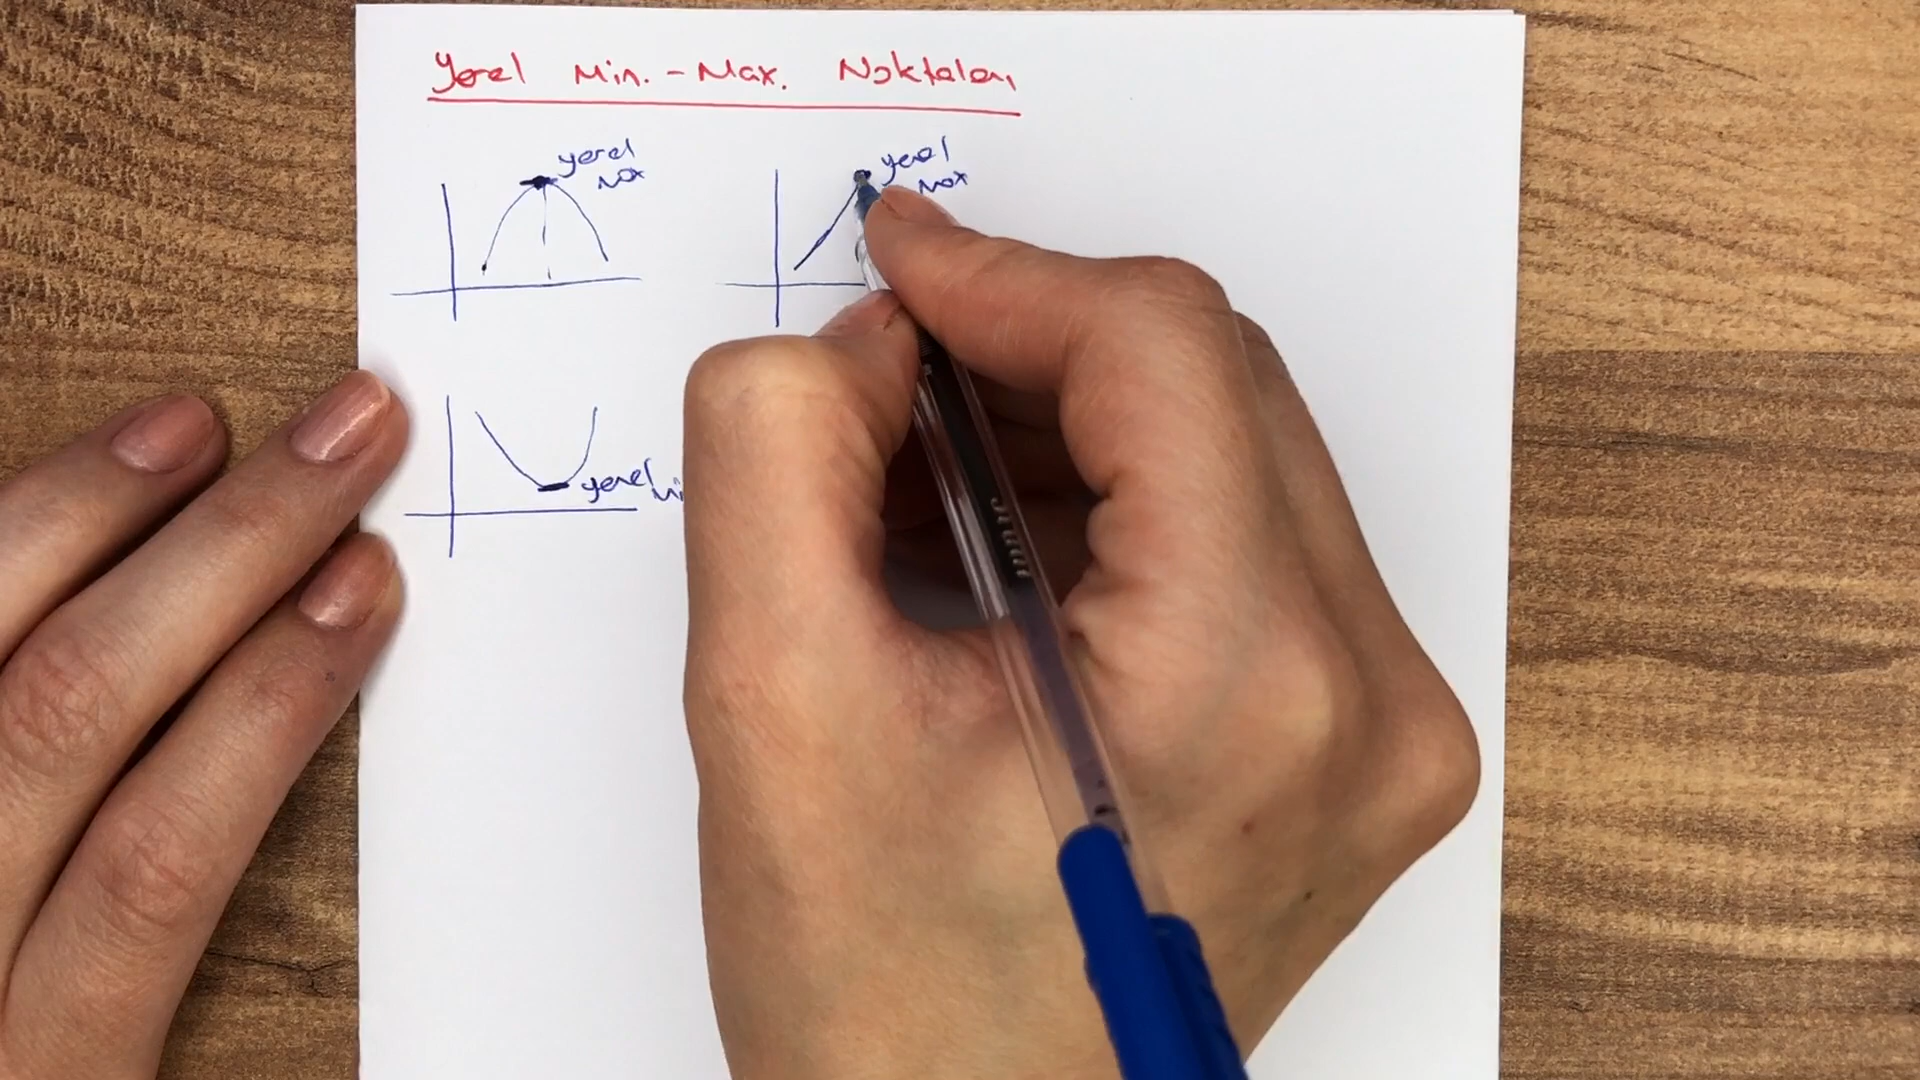 Yerel Min. - Max. Noktaları
yerel
Max
yerel
Max
yerel